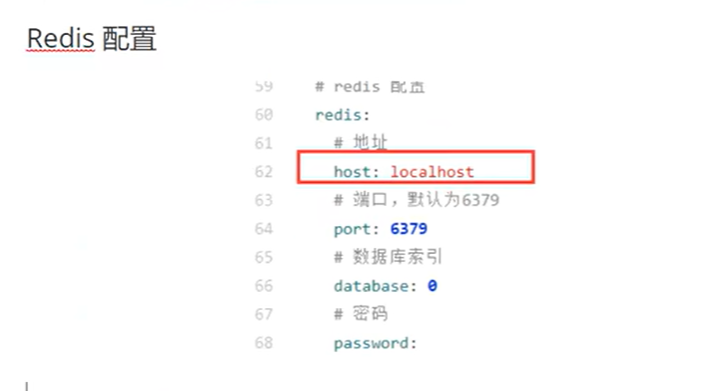 Redis 配置
59 # redis 配置
60 redis:
61 # 地址
62 host: localhost
63 # 端口，默认为6379
64 port: 6379
65 # 数据库索引
66 database: 0
67 # 密码
68 password: